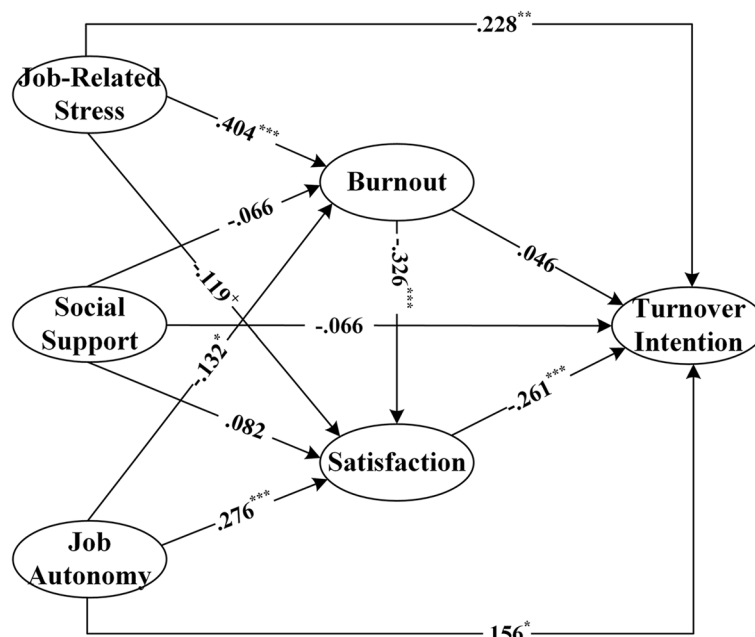 .228**
Job-Related
Stress
.404***
Burnout
-.066
.046
-.326***
-.119+
Social
Support
-.066
Turnover
Intention
-.132*
.082
-.261***
Satisfaction
.276***
Job
Autonomy
.156*